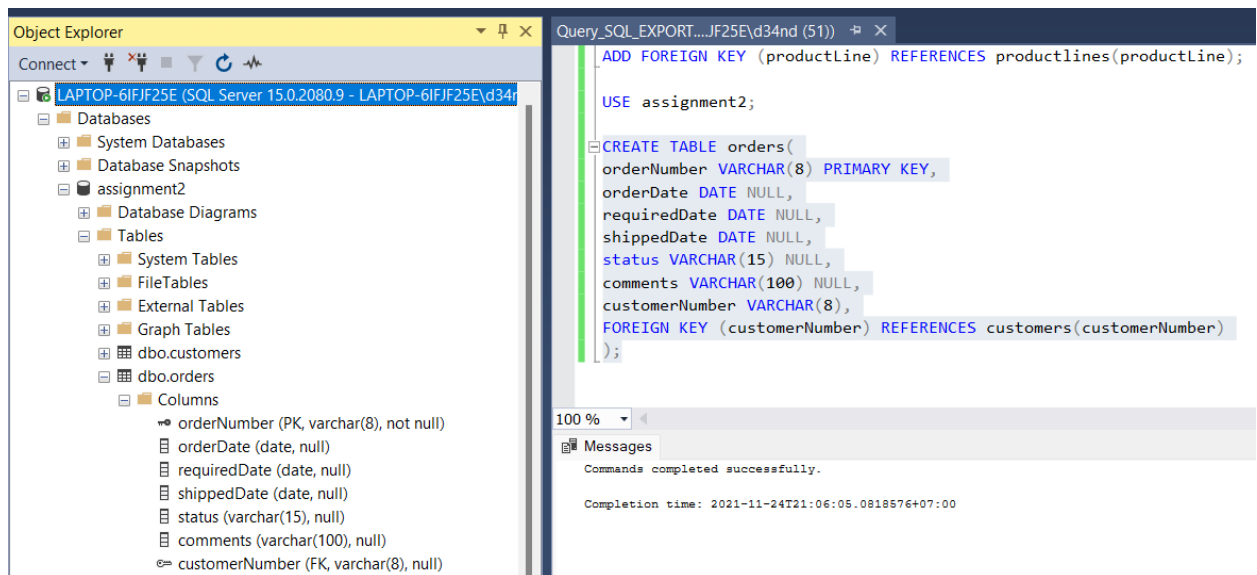 Object Explorer
Connect
LAPTOP-6IFJF25E (SQL Server 15.0.2080.9 - LAPTOP-6IFJF25E\d34n
Databases
System Databases
Database Snapshots
assignment2
Database Diagrams
Tables
System Tables
FileTables
External Tables
Graph Tables
dbo.customers
dbo.orders
Columns
orderNumber (PK, varchar(8), not null)
orderDate (date, null)
requiredDate (date, null)
shippedDate (date, null)
status (varchar(15), null)
comments (varchar(100), null)
customerNumber (FK, varchar(8), null)
Query_SQL_EXPORT....JF25E\d34nd (51))
ADD FOREIGN KEY (productLine) REFERENCES productlines(productLine);
USE assignment2;
CREATE TABLE orders(
orderNumber VARCHAR(8) PRIMARY KEY,
orderDate DATE NULL,
requiredDate DATE NULL,
shippedDate DATE NULL,
status VARCHAR(15) NULL,
comments VARCHAR(100) NULL,
customerNumber VARCHAR(8),
FOREIGN KEY (customerNumber) REFERENCES customers(customerNumber)
);
100 %
Messages
Commands completed successfully.
Completion time: 2021-11-24T21:06:05.0818576+07:00